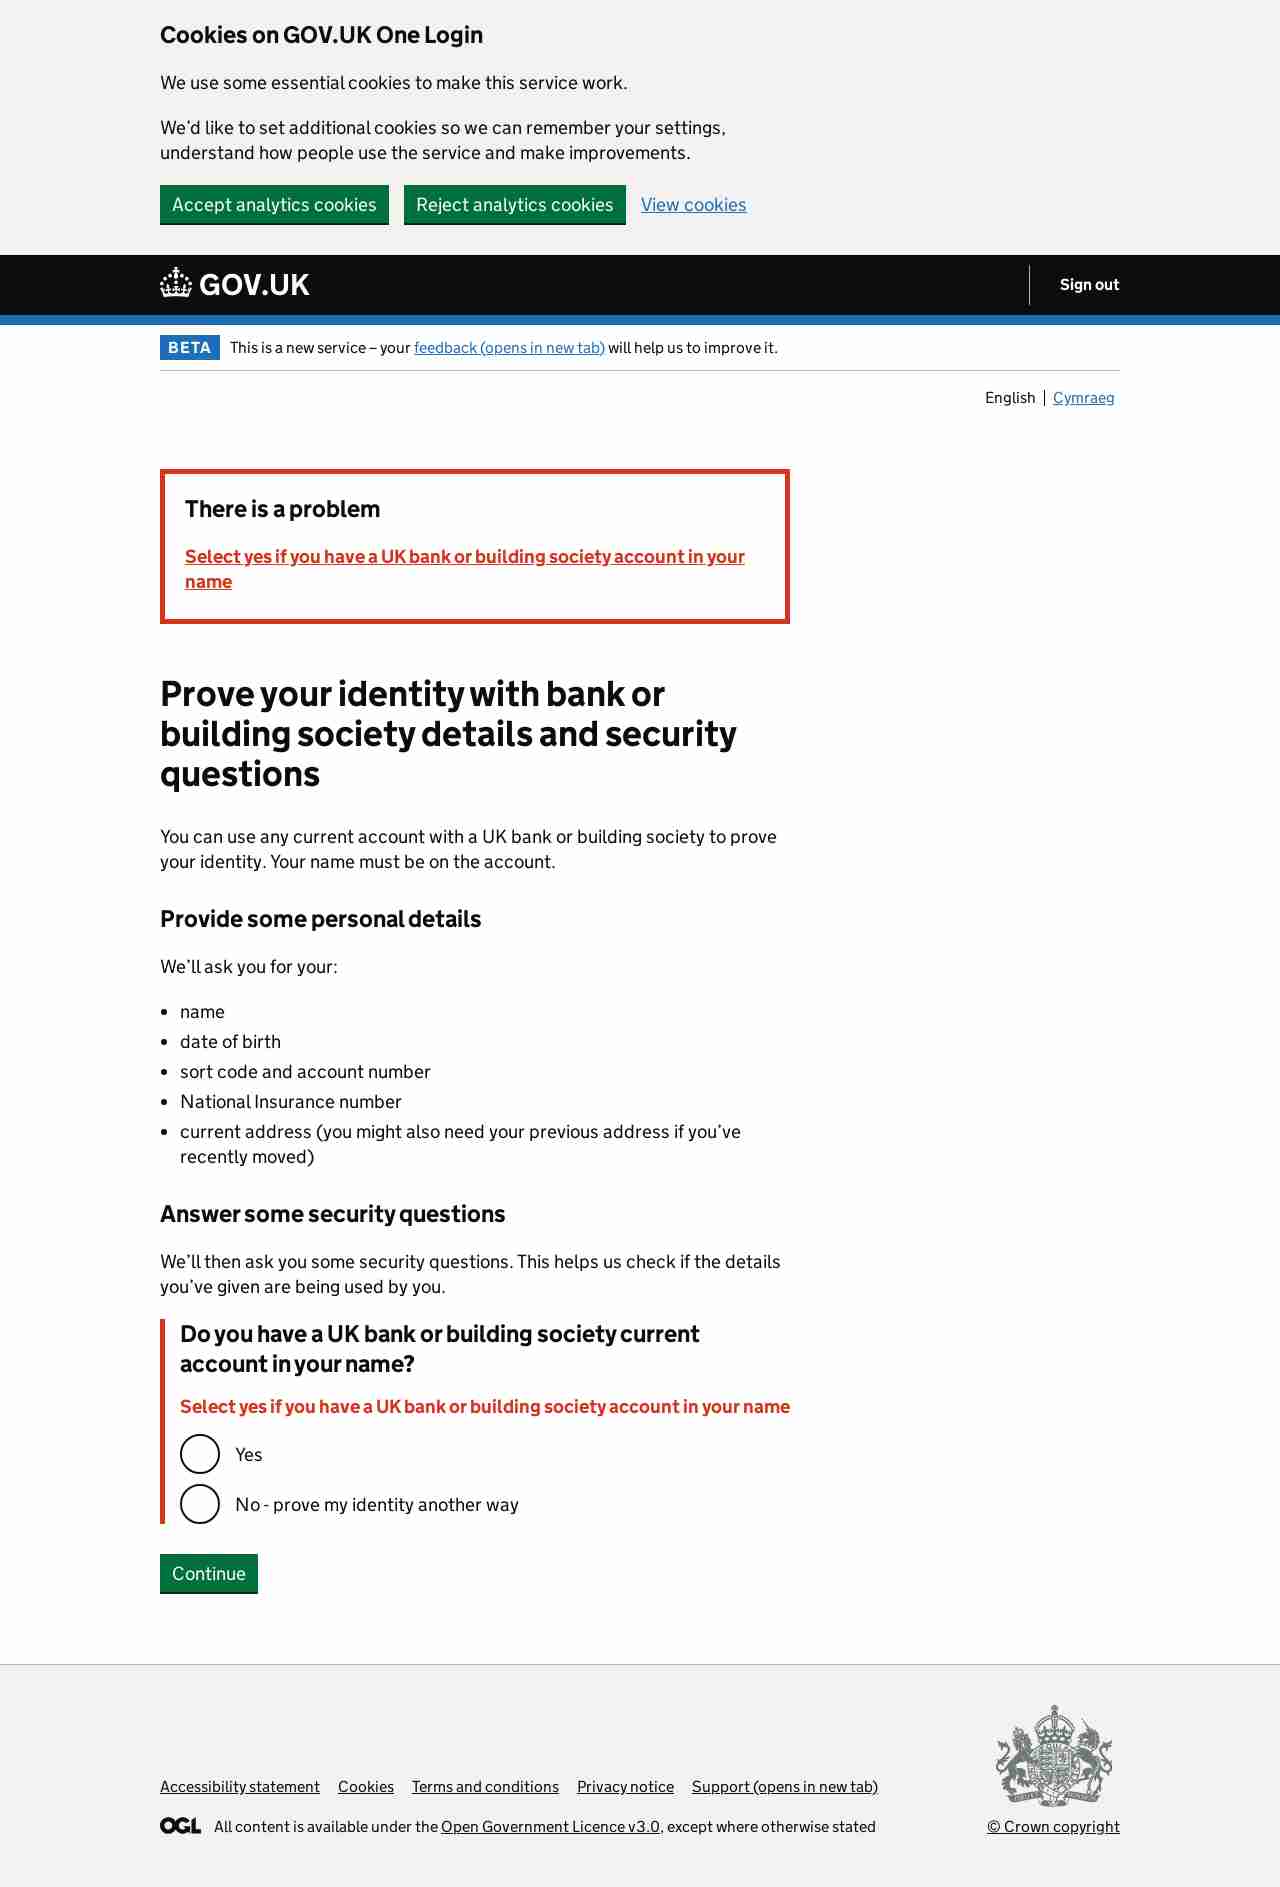 Cookies on GOV.UK One Login
We use some essential cookies to make this service work.
We’d like to set additional cookies so we can remember your settings,
understand how people use the service and make improvements.
Accept analytics cookies Reject analytics cookies View cookies
GOV.UK Sign out
BETA This is a new service – your feedback (opens in new tab) will help us to improve it.
English Cymraeg
There is a problem
Select yes if you have a UK bank or building society account in your
name
Prove your identity with bank or
building society details and security
questions
You can use any current account with a UK bank or building society to prove
your identity. Your name must be on the account.
Provide some personal details
We’ll ask you for your:
• name
• date of birth
• sort code and account number
• National Insurance number
• current address (you might also need your previous address if you’ve
recently moved)
Answer some security questions
We’ll then ask you some security questions. This helps us check if the details
you’ve given are being used by you.
Do you have a UK bank or building society current
account in your name?
Select yes if you have a UK bank or building society account in your name
Yes
No - prove my identity another way
Continue
Accessibility statement Cookies Terms and conditions Privacy notice Support (opens in new tab)
OGL All content is available under the Open Government Licence v3.0, except where otherwise stated
© Crown copyright